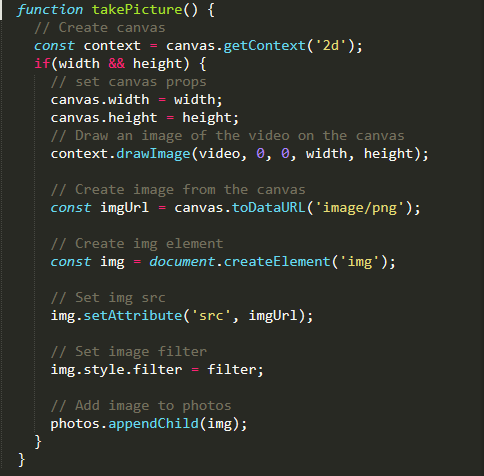 function takePicture() {
  // Create canvas
  const context = canvas.getContext('2d');
  if(width && height) {
    // set canvas props
    canvas.width = width;
    canvas.height = height;
    // Draw an image of the video on the canvas
    context.drawImage(video, 0, 0, width, height);

    // Create image from the canvas
    const imgUrl = canvas.toDataURL('image/png');

    // Create img element
    const img = document.createElement('img');

    // Set img src
    img.setAttribute('src', imgUrl);

    // Set image filter
    img.style.filter = filter;

    // Add image to photos
    photos.appendChild(img);
  }
}